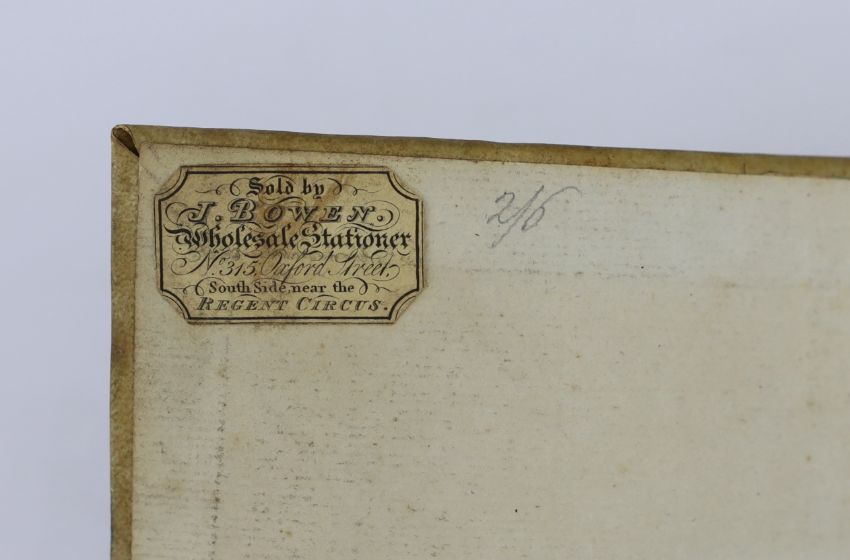 Sold by
J. BOWEN.
Wholesale Stationer
No. 315, Oxford Street,
South Side, near the
REGENT CIRCUS.
2/6